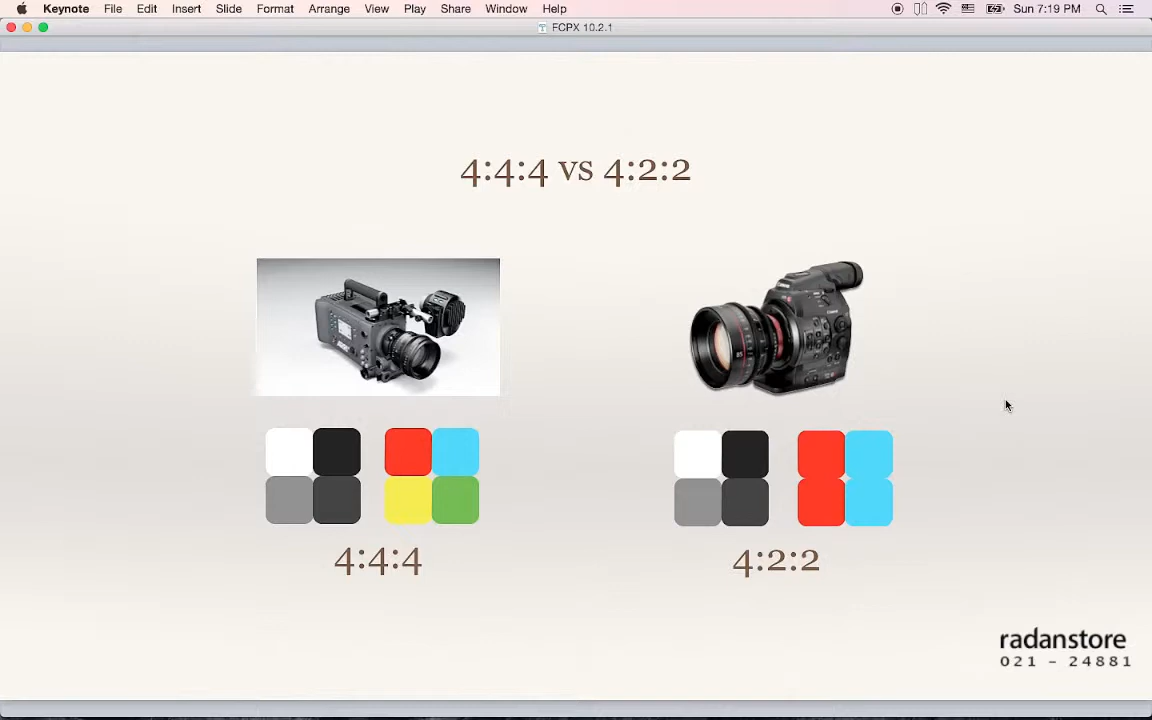 Keynote File Edit Insert Slide Format Arrange View Play Share Window Help Sun 7:19 PM
FCPX 10.2.1
4:4:4 vs 4:2:2
4:4:4
4:2:2
radanstore
021 - 24881